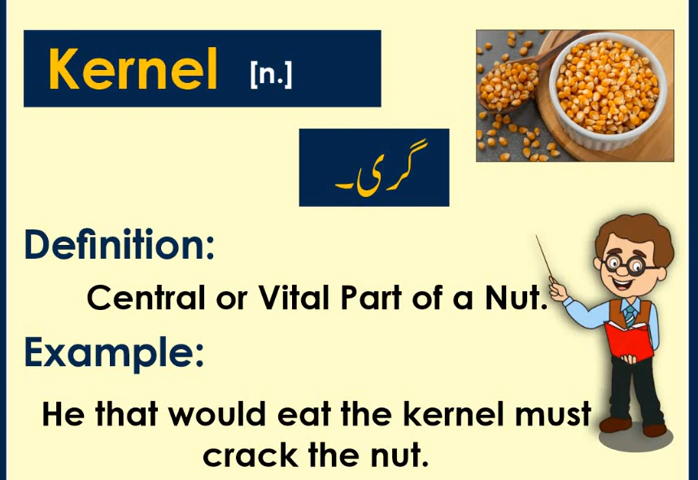 Kernel [n.]
گری۔
Definition:
Central or Vital Part of a Nut.
Example:
He that would eat the kernel must
crack the nut.